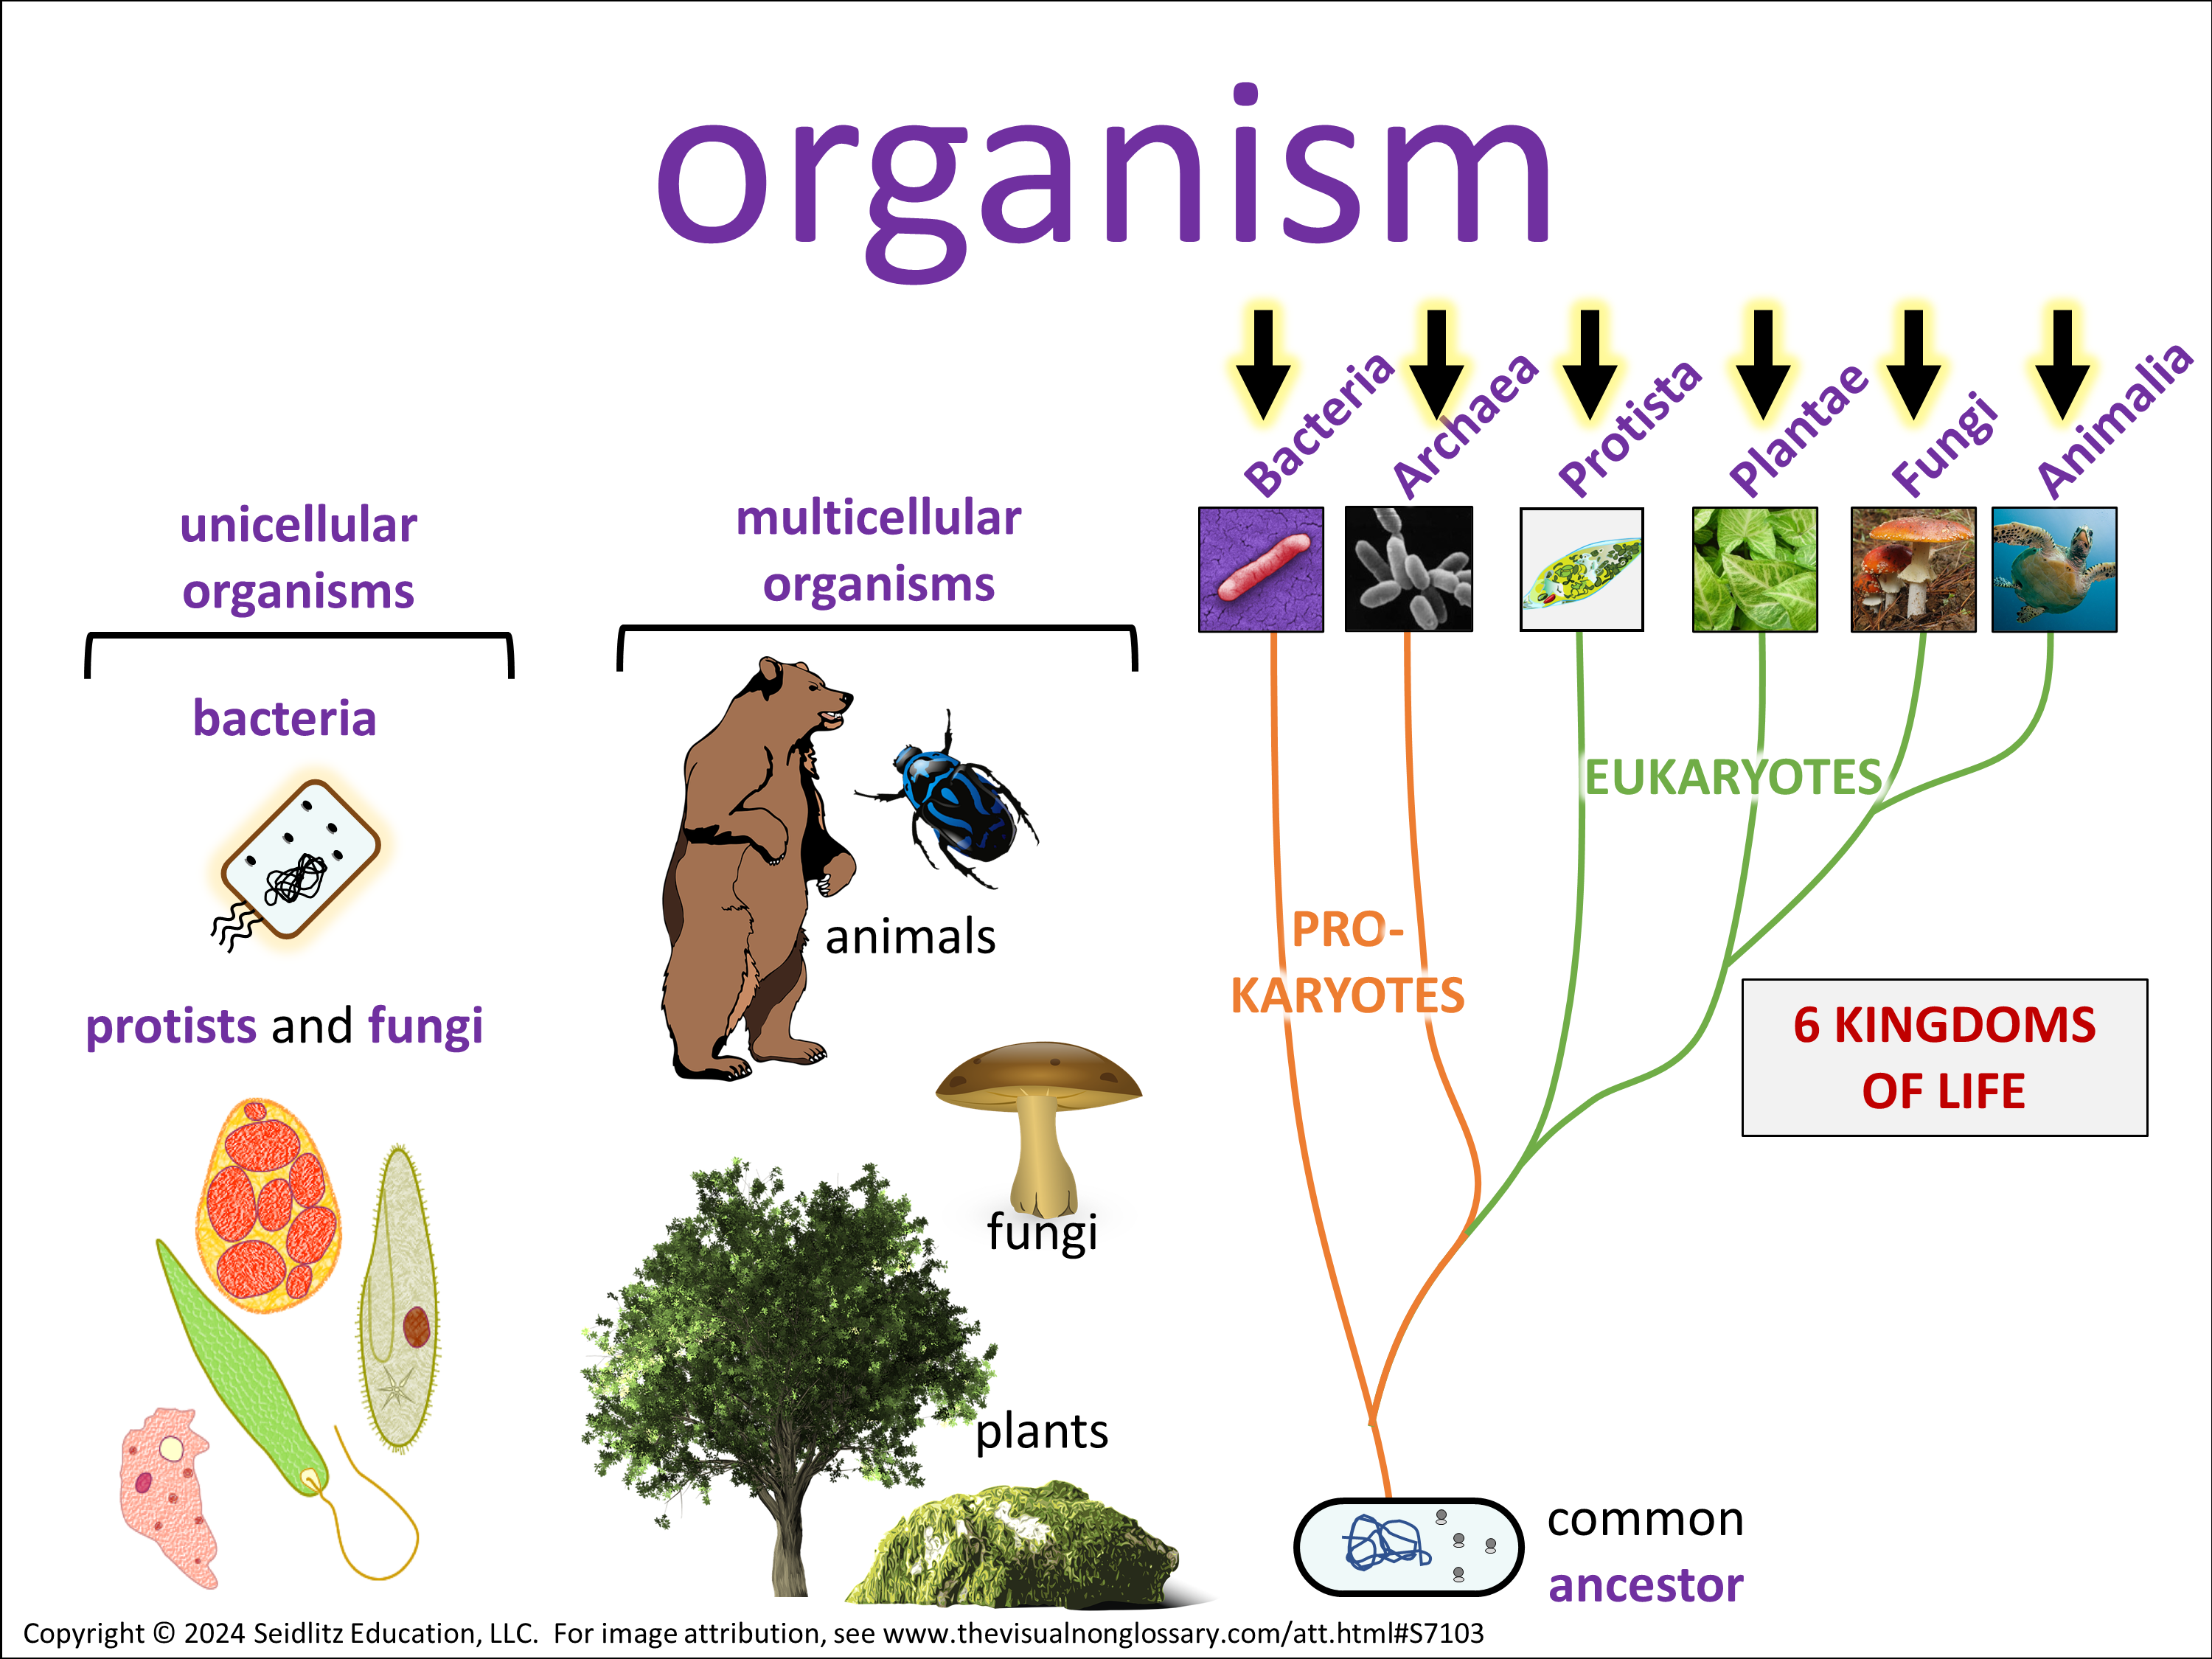 organism
unicellular
organisms
bacteria
protists and fungi
multicellular
organisms
animals
fungi
plants
Bacteria
Archaea
Protista
Plantae
Fungi
Animalia
EUKARYOTES
PRO-
KARYOTES
6 KINGDOMS
OF LIFE
common
ancestor
Copyright © 2024 Seidlitz Education, LLC.  For image attribution, see www.thevisualnonglossary.com/att.html#S7103